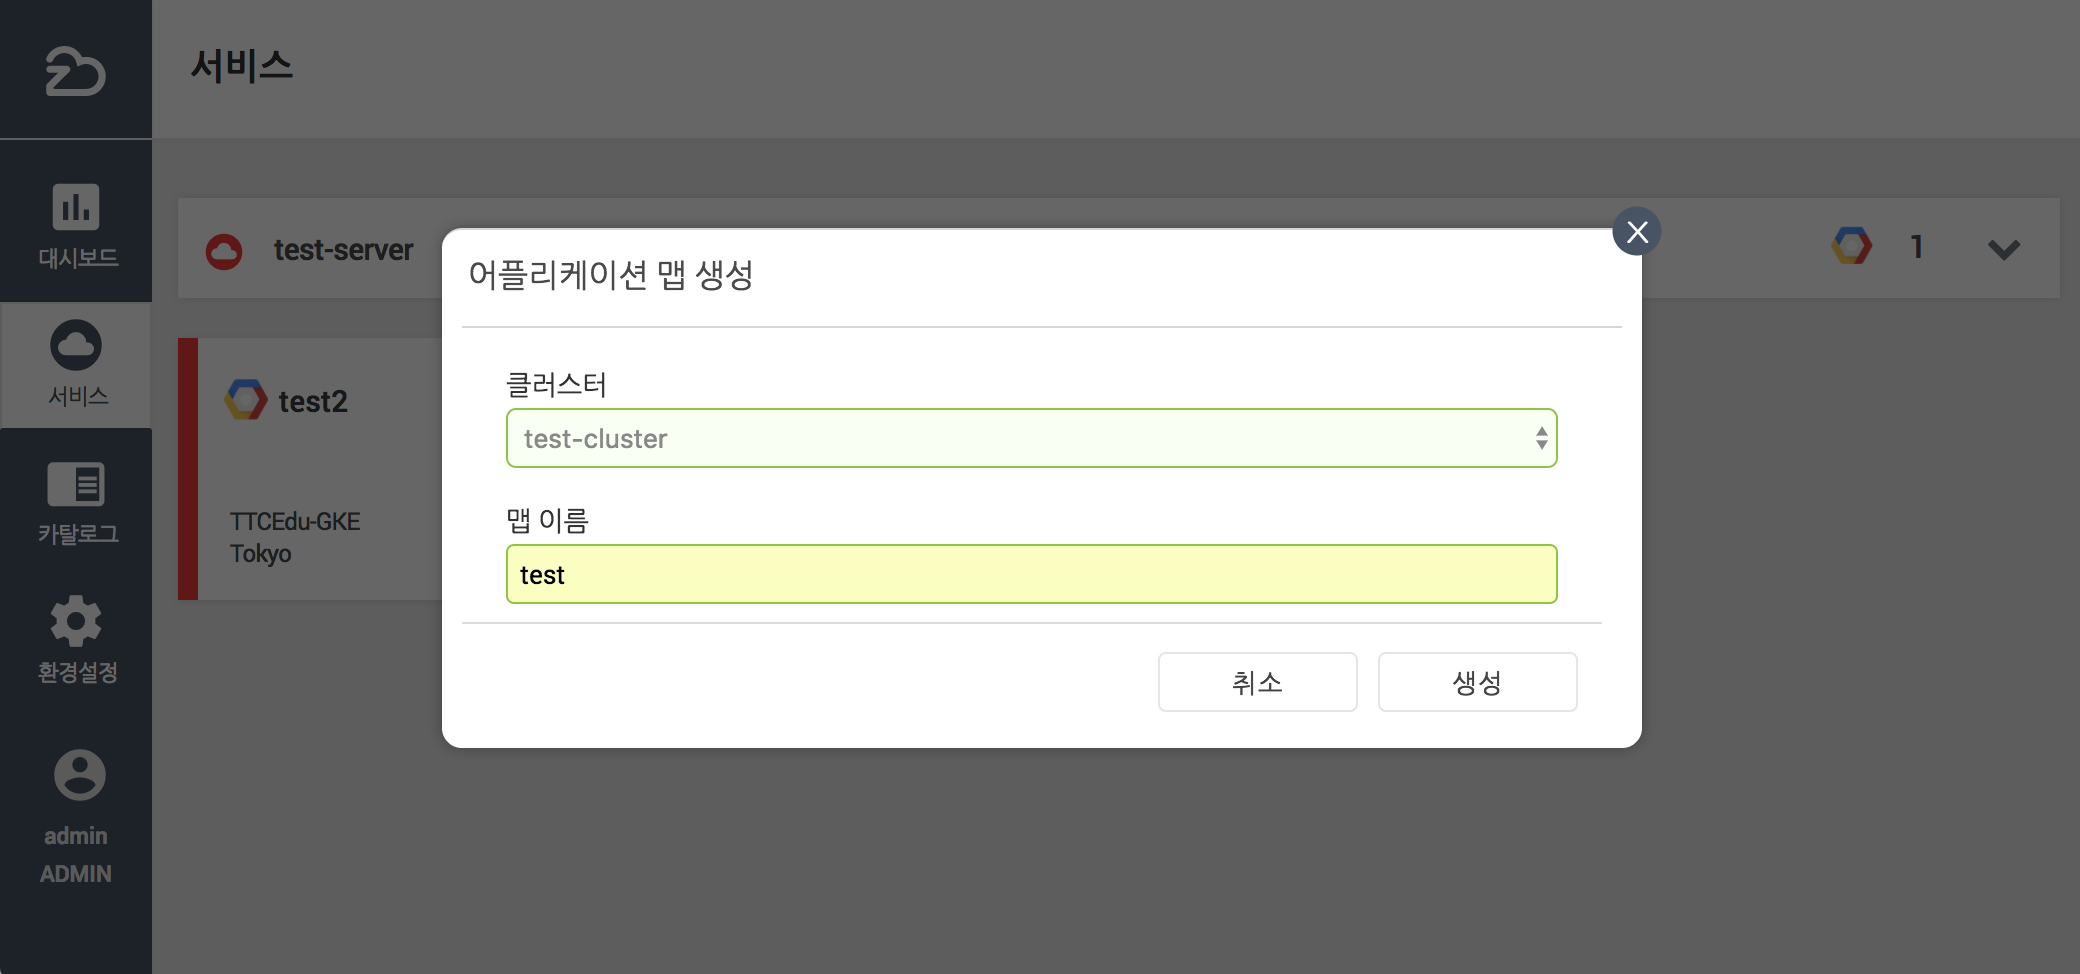 서비스
대시보드
서비스
카탈로그
환경설정
admin
ADMIN
test-server
1
test2
TTCEdu-GKE
Tokyo
어플리케이션 맵 생성
클러스터
test-cluster
맵 이름
test
취소
생성